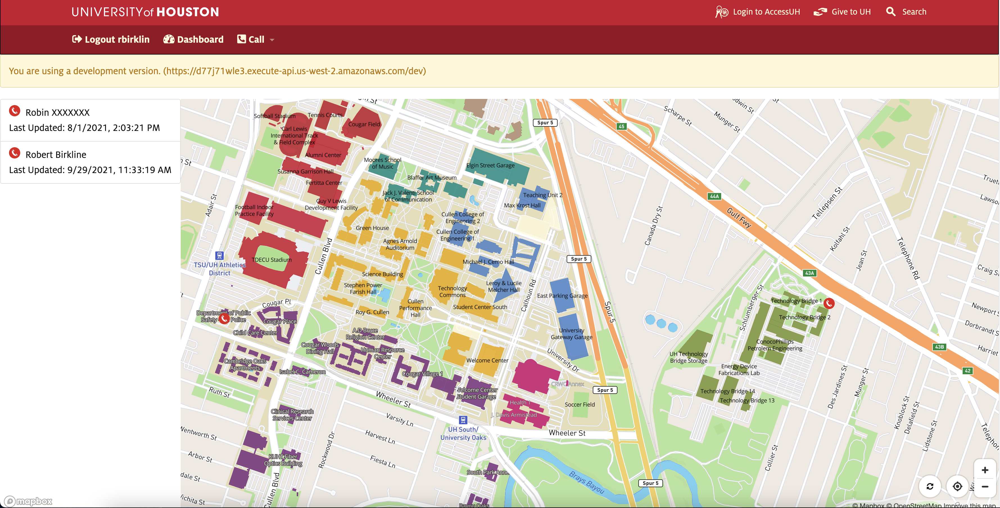 UNIVERSITYof HOUSTON
Login to AccessUH
Give to UH
Search
Logout rbirklin
Dashboard
Call
You are using a development version. (https://d77j71wle3.execute-api.us-west-2.amazonaws.com/dev)
Robin XXXXXXX
Last Updated: 8/1/2021, 2:03:21 PM
Robert Birkline
Last Updated: 9/29/2021, 11:33:19 AM
Softball Stadium
Tennis Courts
Cougar Field
Carl Lewis
International Track
& Field Complex
Alumni Center
Susanna Garrison Hall
Fertitta Center
Guy V Lewis
Development Facility
Football Indoor
Practice Facility
TDECU Stadium
TSU/UH Athletics
District
Adair St
Cullen Blvd
Moores School
of Music
Blaffer Art Museum
Elgin Street Garage
Jack J. Valenti School
of Communication
Teaching Unit 2
Max Krost Hall
Cullen College of
Engineering 2
Cullen College of
Engineering 1
Green House
Agnes Arnold
Auditorium
Michael J. Cemo Hall
Science Building
Stephen Power
Farish Hall
Technology
Commons
Leroy & Lucile
Melcher Hall
Calhoun Rd
East Parking Garage
Cullen
Performance
Hall
Student Center South
Roy G. Cullen
University
Gateway Garage
Cougar Pl
Department of Public
Safety Police
Cougar Place
Child Care Center
A.D Bruce
Religion Center
Cougar Woods
Dining Hall
Human Resource
Center
Cambridge Oaks
Apartments
Isabel C. Cameron
Cougar Village 1
Welcome Center
University Dr
Welcome Center
Student Garage
CRWC Annex
Health 1
J. Davis Armistead
Soccer Field
Ruth St
Wheeler St
Clinical Research
Services Center
Varsity Ln
UH South/
University Oaks
Wheeler St
Wentworth St
Harvest Ln
Rockwood Dr
Arbor St
KUHT Fiber
Optics Building
Fiesta Ln
South Park Anne
Cullen Blvd
Bayou Oaks
Brays Bayou
Spur 5
Spur 5
Spur 5
Spur 5
Spur 5
45
44A
43A
43B
42
Gulf Fwy
Scharpe St
Munger St
Canada Dry St
Tellepsen St
Kolfahl St
Jean St
Telephone Rd
Craig S
Newport S
Dorbrandt S
Harriet
Schlumberger St
Technology Bridge 1
Technology Bridge 2
ConocoPhillips
Petrolem Engineering
UH Technology
Bridge Storage
Energy Device
Fabrications Lab
Technology Bridge 14
Technology Bridge 13
Des Jardines St
Munger St
Knoblock St
Delafield St
Lidstone St
Collier St
mapbox
© Mapbox © OpenStreetMap Improve this map